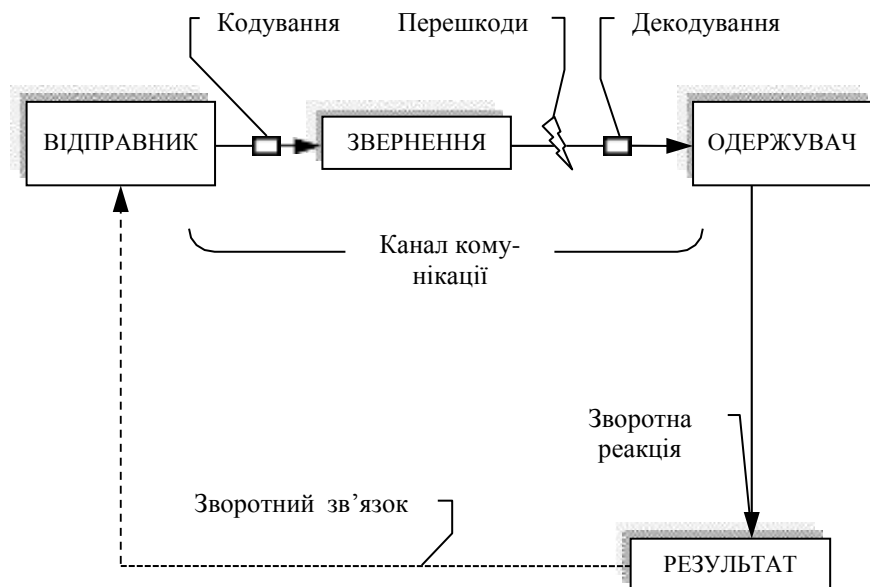 Кодування
Перешкоди
Декодування
ВІДПРАВНИК
ЗВЕРНЕННЯ
ОДЕРЖУВАЧ
Канал кому-
нікації
Зворотна
реакція
Зворотний зв’язок
РЕЗУЛЬТАТ